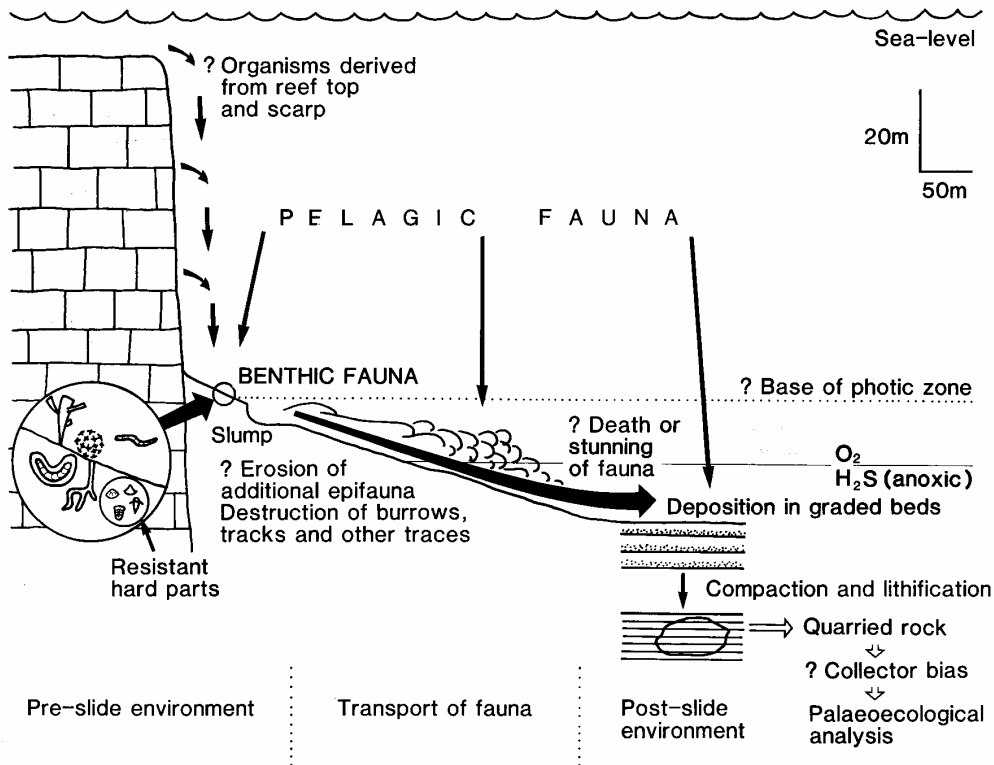 Sea-level
? Organisms derived
from reef top
and scarp
20m
50m
PELAGIC FAUNA
BENTHIC FAUNA
? Base of photic zone
Slump
? Death or
stunning
of fauna
O₂
H₂S (anoxic)
? Erosion of
additional epifauna
Destruction of burrows,
tracks and other traces
Deposition in graded beds
Resistant
hard parts
Compaction and lithification
Quarried rock
? Collector bias
Palaeoecological
analysis
Pre-slide environment
Transport of fauna
Post-slide
environment